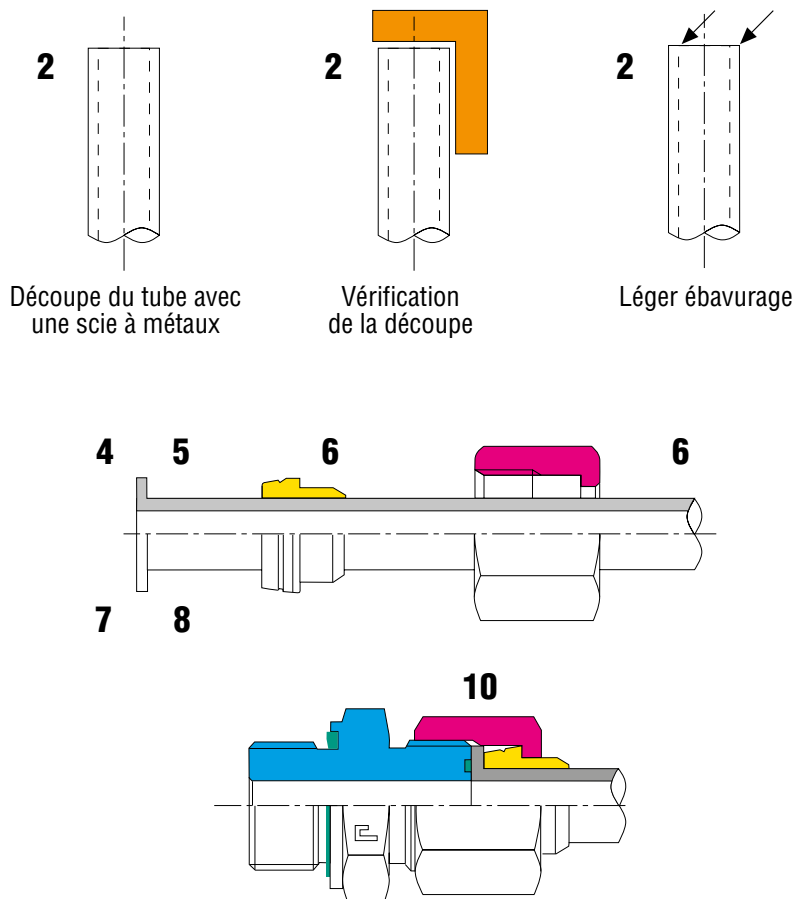 2
2
2
Découpe du tube avec
une scie à métaux
Vérification
de la découpe
Léger ébavurage
4 5 6 6
7 8
10